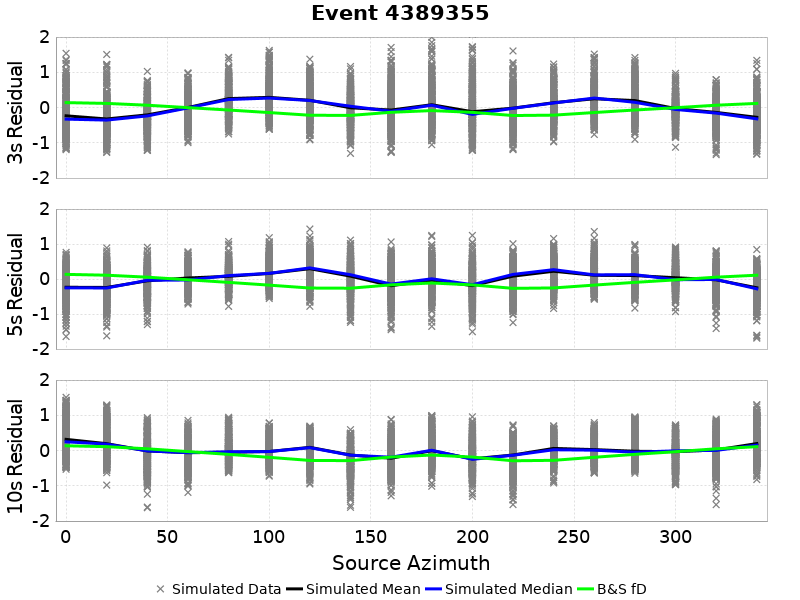 Event 4389355
3s Residual
2
1
0
-1
-2
5s Residual
2
1
0
-1
-2
10s Residual
2
1
0
-1
-2
0 50 100 150 200 250 300
Source Azimuth
Simulated Data Simulated Mean Simulated Median B&S fD